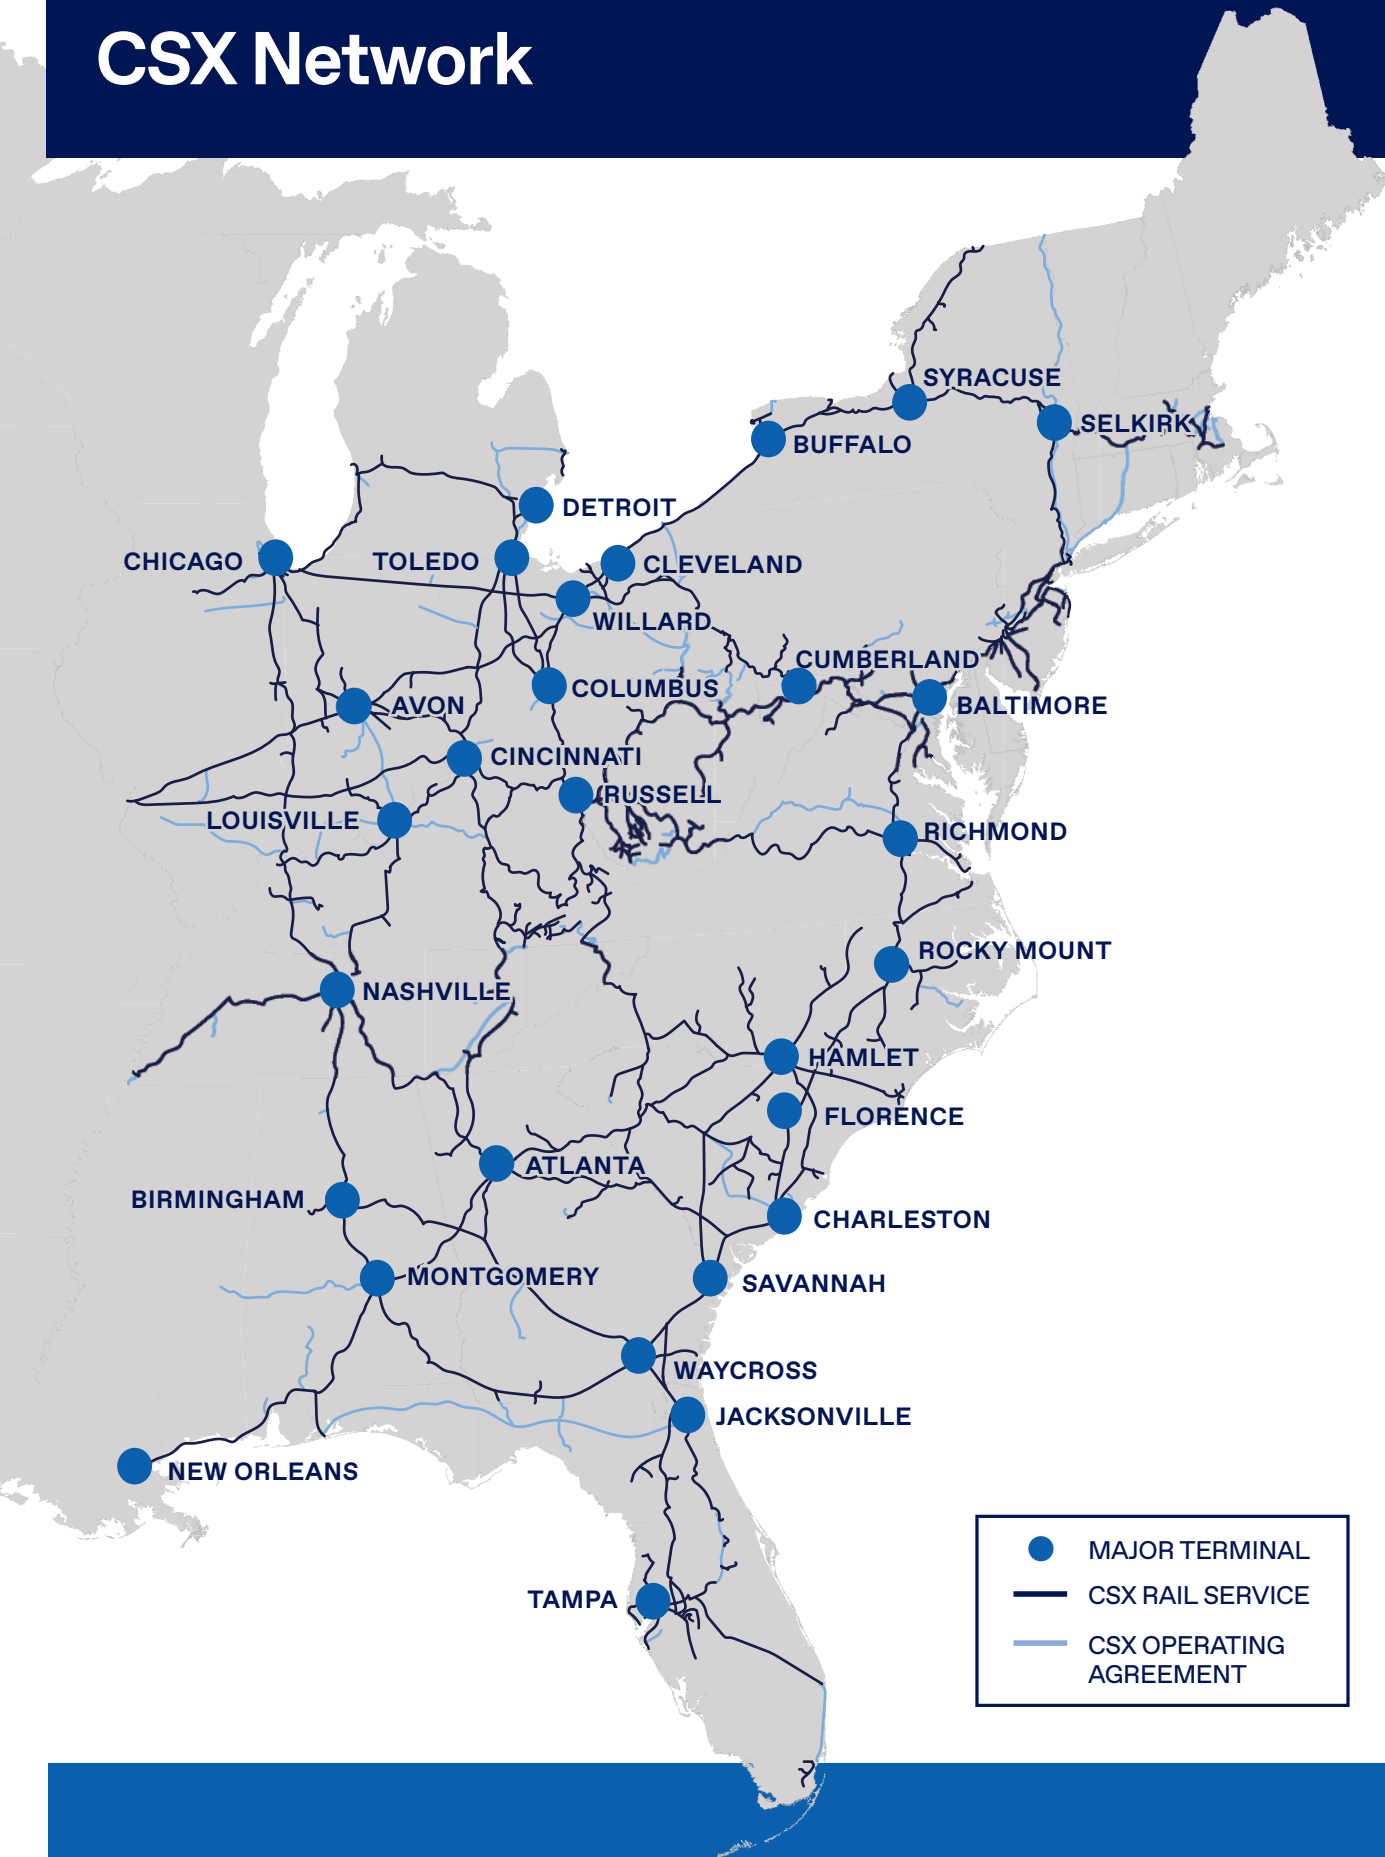 CSX Network
SYRACUSE
SELKIRK
BUFFALO
DETROIT
CHICAGO
TOLEDO
CLEVELAND
WILLARD
CUMBERLAND
COLUMBUS
AVON
BALTIMORE
CINCINNATI
RUSSELL
LOUISVILLE
RICHMOND
ROCKY MOUNT
NASHVILLE
HAMLET
FLORENCE
ATLANTA
BIRMINGHAM
CHARLESTON
MONTGOMERY
SAVANNAH
WAYCROSS
JACKSONVILLE
NEW ORLEANS
TAMPA
MAJOR TERMINAL
CSX RAIL SERVICE
CSX OPERATING
AGREEMENT